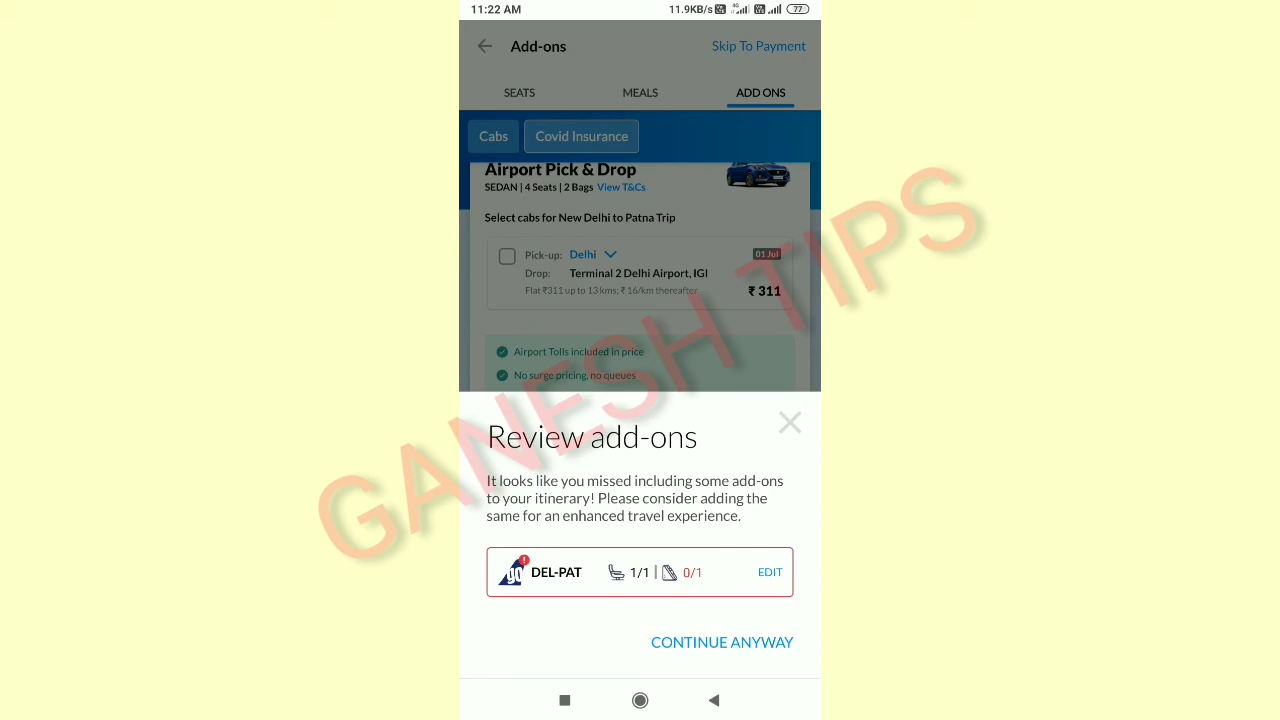 11:22 AM
11.9KB/s 4G 77
Add-ons
Skip To Payment
SEATS
MEALS
ADD ONS
Cabs
Covid Insurance
Airport Pick & Drop
SEDAN | 4 Seats | 2 Bags View T&Cs
Select cabs for New Delhi to Patna Trip
Pick-up: Delhi
01 Jul
Drop: Terminal 2 Delhi Airport, IGI
Flat ₹311 up to 13 kms; ₹ 16/km thereafter
₹ 311
Airport Tolls included in price
No surge pricing, no queues
GANESH TIPS
Review add-ons
It looks like you missed including some add-ons
to your itinerary! Please consider adding the
same for an enhanced travel experience.
go DEL-PAT 1/1 | 0/1 EDIT
CONTINUE ANYWAY